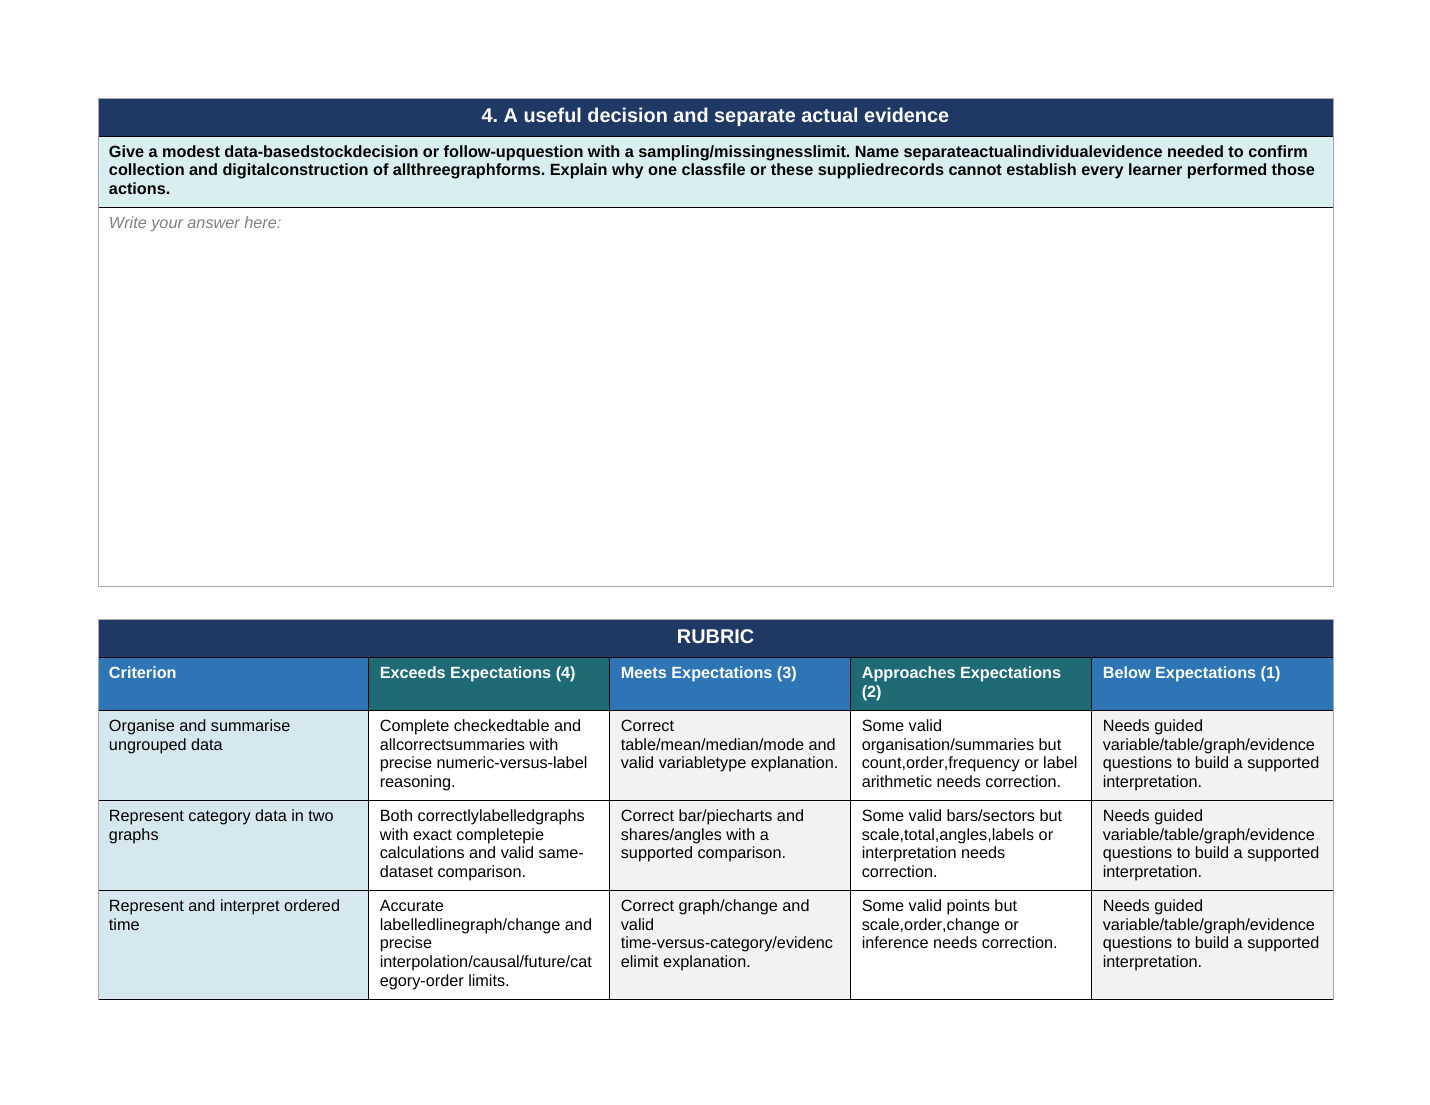 4. A useful decision and separate actual evidence
Give a modest data-basedstockdecision or follow-upquestion with a sampling/missingnesslimit. Name separateactualindividualevidence needed to confirm
collection and digitalconstruction of allthreegraphforms. Explain why one classfile or these suppliedrecords cannot establish every learner performed those
actions.
Write your answer here:
RUBRIC
Criterion
Exceeds Expectations (4)
Meets Expectations (3)
Approaches Expectations
(2)
Below Expectations (1)
Organise and summarise
ungrouped data
Complete checkedtable and
allcorrectsummaries with
precise numeric-versus-label
reasoning.
Correct
table/mean/median/mode and
valid variabletype explanation.
Some valid
organisation/summaries but
count,order,frequency or label
arithmetic needs correction.
Needs guided
variable/table/graph/evidence
questions to build a supported
interpretation.
Represent category data in two
graphs
Both correctlylabelledgraphs
with exact completepie
calculations and valid same-
dataset comparison.
Correct bar/piecharts and
shares/angles with a
supported comparison.
Some valid bars/sectors but
scale,total,angles,labels or
interpretation needs
correction.
Needs guided
variable/table/graph/evidence
questions to build a supported
interpretation.
Represent and interpret ordered
time
Accurate
labelledlinegraph/change and
precise
interpolation/causal/future/cat
egory-order limits.
Correct graph/change and
valid
time-versus-category/evidenc
elimit explanation.
Some valid points but
scale,order,change or
inference needs correction.
Needs guided
variable/table/graph/evidence
questions to build a supported
interpretation.